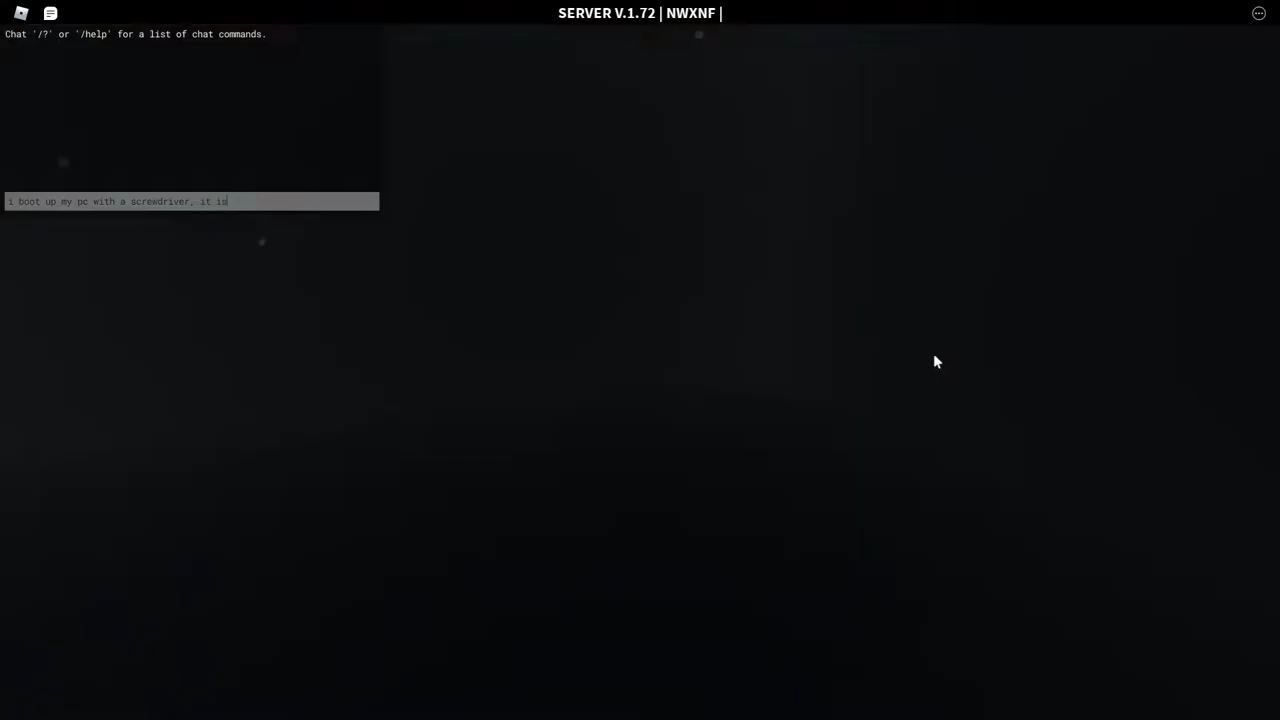 SERVER V.1.72 | NWXNF |
Chat '/?' or '/help' for a list of chat commands.
i boot up my pc with a screwdriver, it is